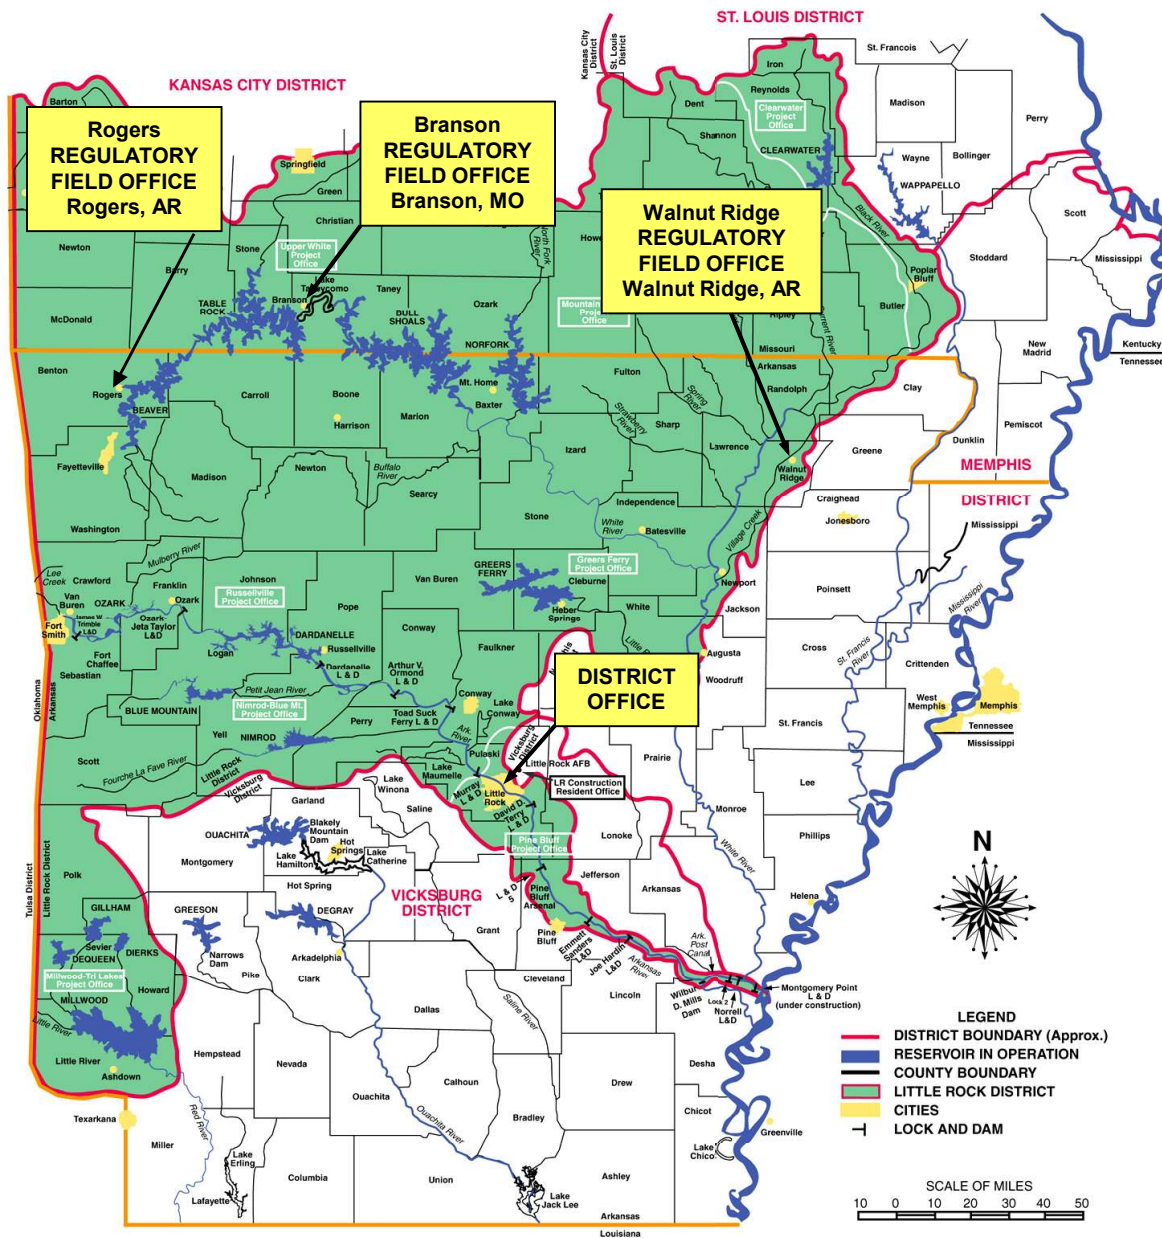 ST. LOUIS DISTRICT
KANSAS CITY DISTRICT
Kansas City
District
St. Louis
District
St. Francois
Iron
Reynolds
Clearwater
Project
Office
Dent
Shannon
CLEARWATER
Madison
Perry
Bollinger
Wayne
WAPPAPELLO
Scott
Stoddard
Mississippi
Barton
Rogers
REGULATORY
FIELD OFFICE
Rogers, AR
Branson
REGULATORY
FIELD OFFICE
Branson, MO
Walnut Ridge
REGULATORY
FIELD OFFICE
Walnut Ridge, AR
Springfield
Green
Christian
Stone
Newton
Barry
McDonald
Upper White
Project
Office
Lake
Taneycomo
Branson
Taney
TABLE
ROCK
BULL
SHOALS
Ozark
NORFORK
North Fork
River
Black River
Poplar
Bluff
Butler
Ripley
Current River
Missouri
Arkansas
New
Madrid
Kentucky
Tennessee
Benton
Rogers
BEAVER
Carroll
Boone
Harrison
Marion
Mt. Home
Baxter
Fulton
Randolph
Clay
Spring
River
Strawberry
River
Sharp
Lawrence
Walnut
Ridge
Greene
Dunklin
Pemiscot
MEMPHIS
DISTRICT
Fayetteville
Madison
Newton
Buffalo
River
Searcy
Izard
Independence
Stone
White
River
Batesville
Village Creek
Craighead
Jonesboro
Mississippi
Washington
Mulberry River
Lee
Creek
Crawford
Van
Buren
OZARK
Franklin
Ozark
Johnson
Russellville
Project Office
Van Buren
GREERS
FERRY
Cleburne
Greers Ferry
Project Office
Heber
Springs
Newport
White
Jackson
Poinsett
Mississippi
River
Fort
Smith
James W.
Trimble
L&D
Ozark-
Jeta Taylor
L&D
Pope
DARDANELLE
Russellville
Dardanelle
L & D
Conway
Faulkner
Augusta
Woodruff
Cross
St. Francis
River
Crittenden
Fort
Chaffee
Sebastian
Logan
Arthur V.
Ormond
L & D
Petit Jean River
BLUE MOUNTAIN
Nimrod-Blue Mt.
Project Office
Conway
Lake
Conway
DISTRICT
OFFICE
West
Memphis
Memphis
Tennessee
Mississippi
Oklahoma
Arkansas
Yell
NIMROD
Perry
Toad Suck
Ferry L & D
Ark.
River
Pulaski
Vicksburg
District
Little Rock AFB
LR Construction
Resident Office
Prairie
St. Francis
Scott
Fourche La Fave River
Little Rock
District
Vicksburg
District
Lake
Maumelle
Murray
L & D
Little
Rock
David D.
Terry
L & D
Lee
Garland
Lake
Winona
Saline
OUACHITA
Blakely
Mountain
Dam
Hot
Springs
Lake
Hamilton
Lake
Catherine
Montgomery
Hot Spring
Pine Bluff
Project Office
Lonoke
Monroe
Phillips
White River
Tulsa District
Little Rock District
Polk
GILLHAM
Sevier
DEQUEEN
DIERKS
Millwood-Tri Lakes
Project Office
MILLWOOD
Howard
Little River
Little River
Ashdown
GREESON
Narrows
Dam
Pike
DEGRAY
Arkadelphia
Clark
VICKSBURG
DISTRICT
L & D
5
Pine
Bluff
Arsenal
Pine
Bluff
Jefferson
Arkansas
Grant
Emmett
Sanders
L&D
Joe Hardin
L&D
Arkansas
River
Ark.
Post
Canal
Helena
Wilbur
D. Mills
Dam
Lock 2
Norrell
L&D
Montgomery Point
L & D
(under construction)
Cleveland
Lincoln
Dallas
Saline River
Hempstead
Nevada
Ouachita
Calhoun
Bradley
Drew
Desha
Chicot
Lake
Chico
Greenville
Texarkana
Miller
Red River
Lake
Erling
Lafayette
Columbia
Union
Ouachita River
Lake
Jack Lee
Ashley
Arkansas
Louisiana
N
LEGEND
DISTRICT BOUNDARY (Approx.)
RESERVOIR IN OPERATION
COUNTY BOUNDARY
LITTLE ROCK DISTRICT
CITIES
LOCK AND DAM
SCALE OF MILES
10 0 10 20 30 40 50